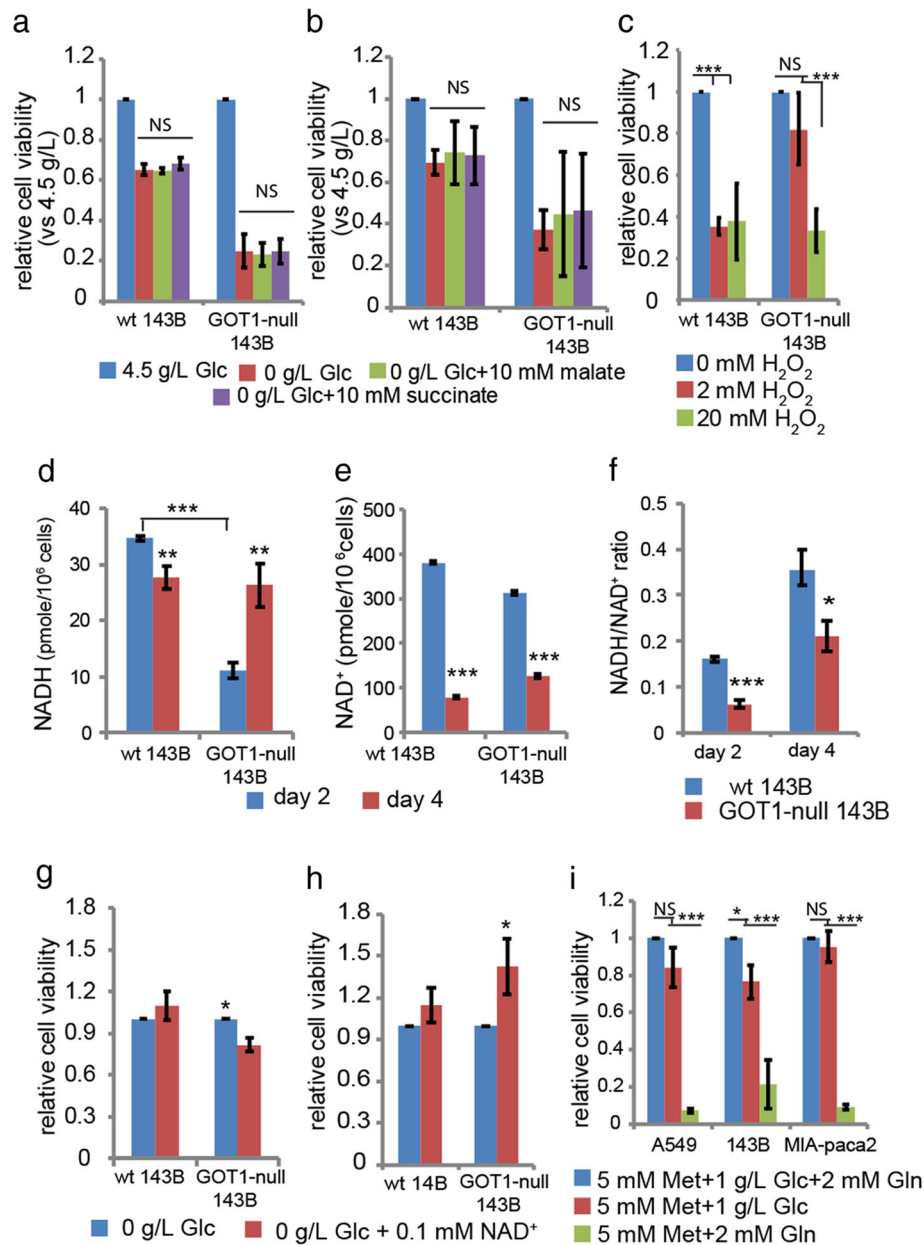 a
b
c
1.2
1
0.8
0.6
0.4
0.2
0
relative cell viability
(vs 4.5 g/L)
NS
NS
wt 143B
GOT1-null
143B
1.2
1
0.8
0.6
0.4
0.2
0
relative cell viability
(vs 4.5 g/L)
NS
NS
wt 143B
GOT1-null
143B
1.2
1
0.8
0.6
0.4
0.2
0
relative cell viability
***
NS
***
wt 143B
GOT1-null
143B
4.5 g/L Glc
0 g/L Glc
0 g/L Glc+10 mM malate
0 g/L Glc+10 mM succinate
0 mM H₂O₂
2 mM H₂O₂
20 mM H₂O₂
d
e
f
40
30
20
10
0
NADH (pmole/10⁶ cells)
***
**
**
wt 143B
GOT1-null
143B
500
400
300
200
100
0
NAD⁺ (pmole/10⁶cells)
***
***
wt 143B
GOT1-null
143B
day 2
day 4
0.5
0.4
0.3
0.2
0.1
0
NADH/NAD⁺ ratio
***
*
day 2
day 4
wt 143B
GOT1-null 143B
g
h
i
1.8
1.5
1.2
0.9
0.6
0.3
0
relative cell viability
*
wt 143B
GOT1-null
143B
1.8
1.5
1.2
0.9
0.6
0.3
0
relative cell viability
*
wt 14B
GOT1-null
143B
0 g/L Glc
0 g/L Glc + 0.1 mM NAD⁺
1.2
1
0.8
0.6
0.4
0.2
0
relative cell viability
NS
***
*
***
NS
***
A549
143B
MIA-paca2
5 mM Met+1 g/L Glc+2 mM Gln
5 mM Met+1 g/L Glc
5 mM Met+2 mM Gln